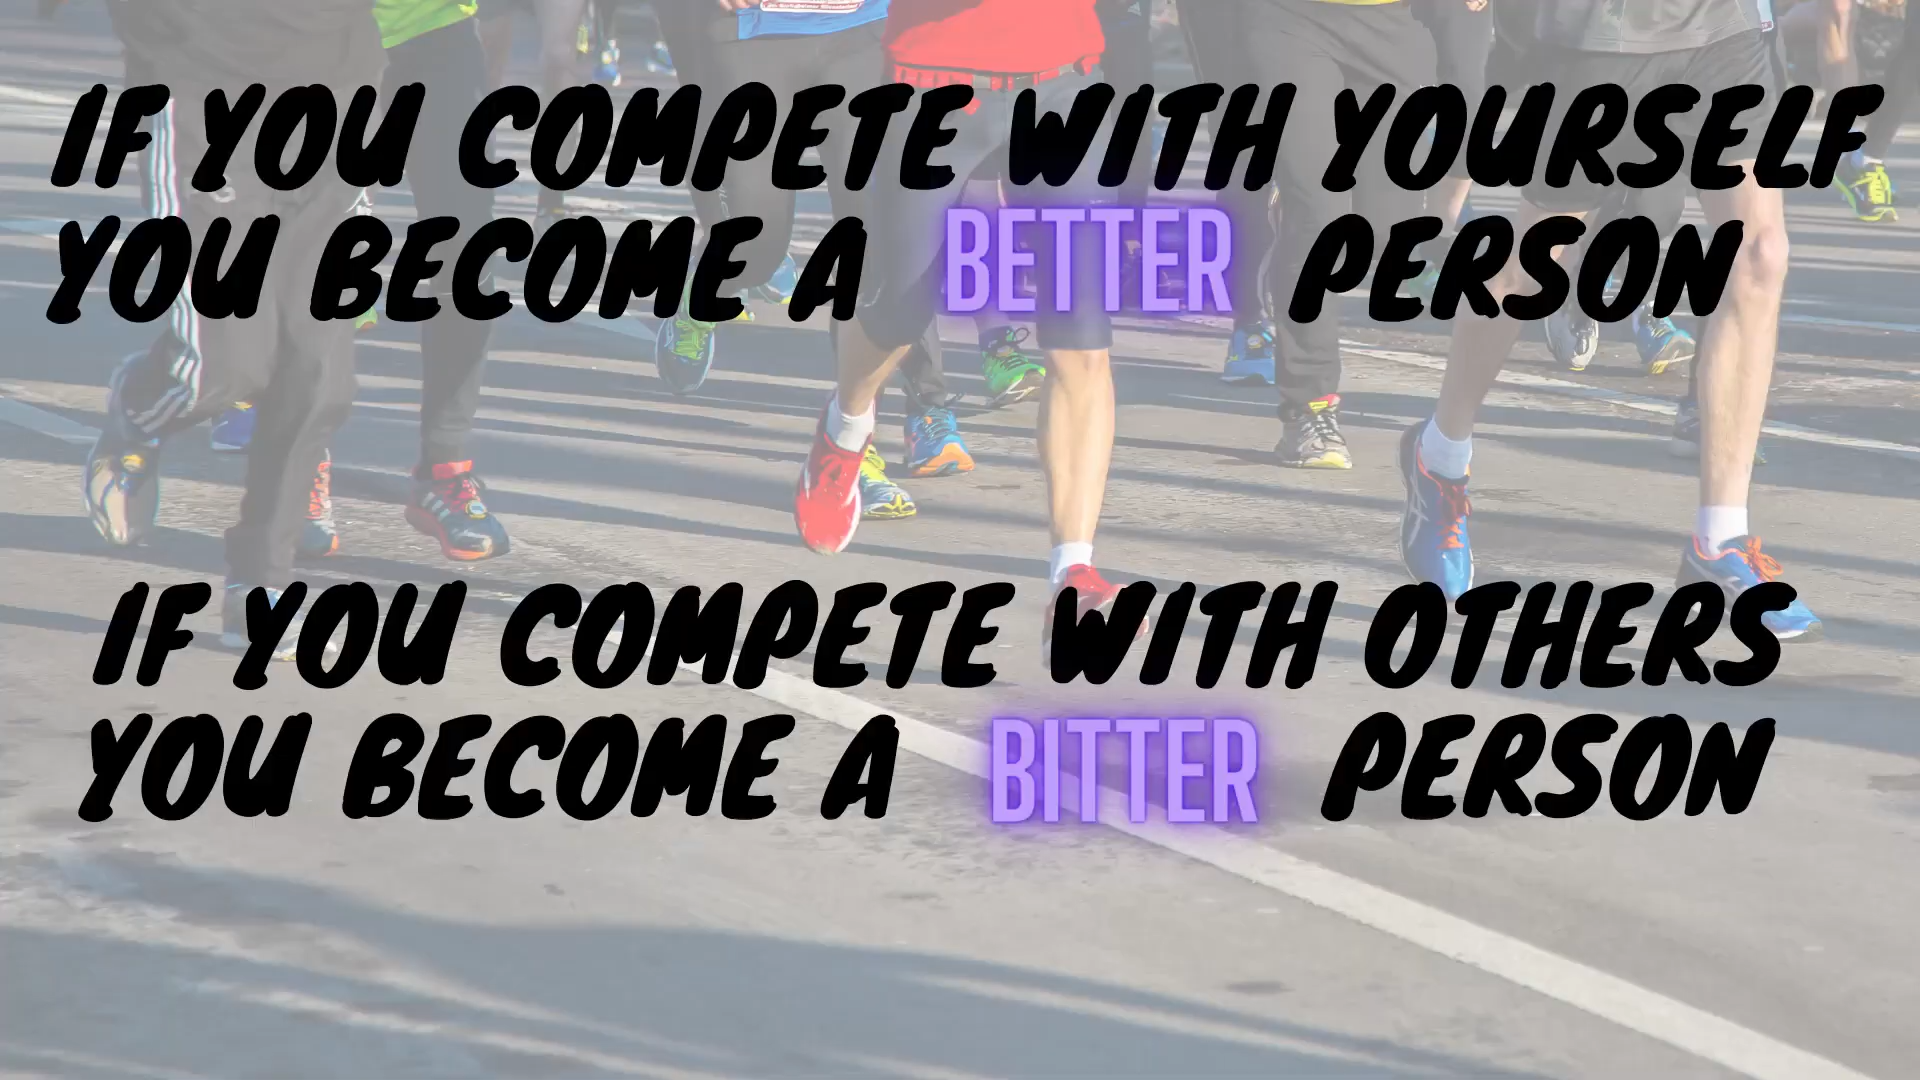 IF YOU COMPETE WITH YOURSELF
YOU BECOME A BETTER PERSON
IF YOU COMPETE WITH OTHERS
YOU BECOME A BITTER PERSON